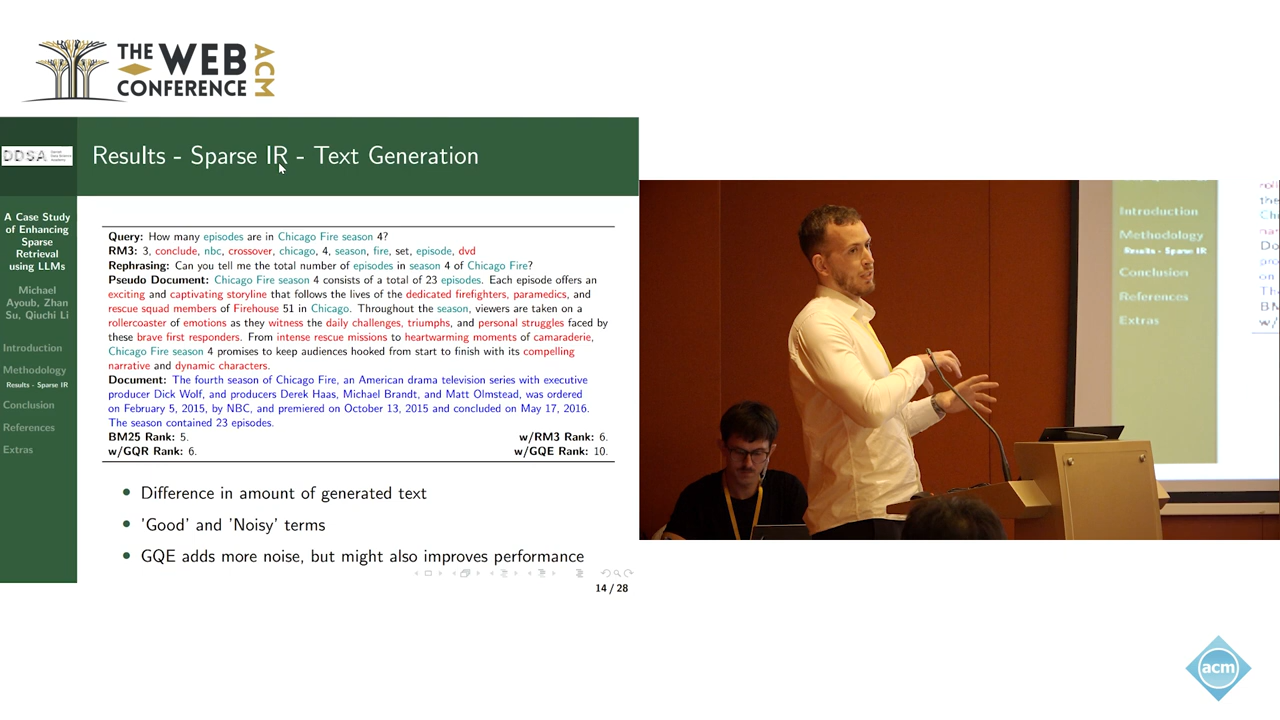 THE WEB
CONFERENCE
ACM
DDSA
Results - Sparse IR - Text Generation
A Case Study
of Enhancing
Sparse
Retrieval
using LLMs
Michael
Ayoub, Zhan
Su, Qiuchi Li
Introduction
Methodology
Results - Sparse IR
Conclusion
References
Extras
Query: How many episodes are in Chicago Fire season 4?
RM3: 3, conclude, nbc, crossover, chicago, 4, season, fire, set, episode, dvd
Rephrasing: Can you tell me the total number of episodes in season 4 of Chicago Fire?
Pseudo Document: Chicago Fire season 4 consists of a total of 23 episodes. Each episode offers an
exciting and captivating storyline that follows the lives of the dedicated firefighters, paramedics, and
rescue squad members of Firehouse 51 in Chicago. Throughout the season, viewers are taken on a
rollercoaster of emotions as they witness the daily challenges, triumphs, and personal struggles faced by
these brave first responders. From intense rescue missions to heartwarming moments of camaraderie,
Chicago Fire season 4 promises to keep audiences hooked from start to finish with its compelling
narrative and dynamic characters.
Document: The fourth season of Chicago Fire, an American drama television series with executive
producer Dick Wolf, and producers Derek Haas, Michael Brandt, and Matt Olmstead, was ordered
on February 5, 2015, by NBC, and premiered on October 13, 2015 and concluded on May 17, 2016.
The season contained 23 episodes.
BM25 Rank: 5. w/RM3 Rank: 6.
w/GQR Rank: 6. w/GQE Rank: 10.
• Difference in amount of generated text
• 'Good' and 'Noisy' terms
• GQE adds more noise, but might also improves performance
14 / 28
Introduction
Methodology
Results - Sparse IR
Conclusion
References
Extras
acm